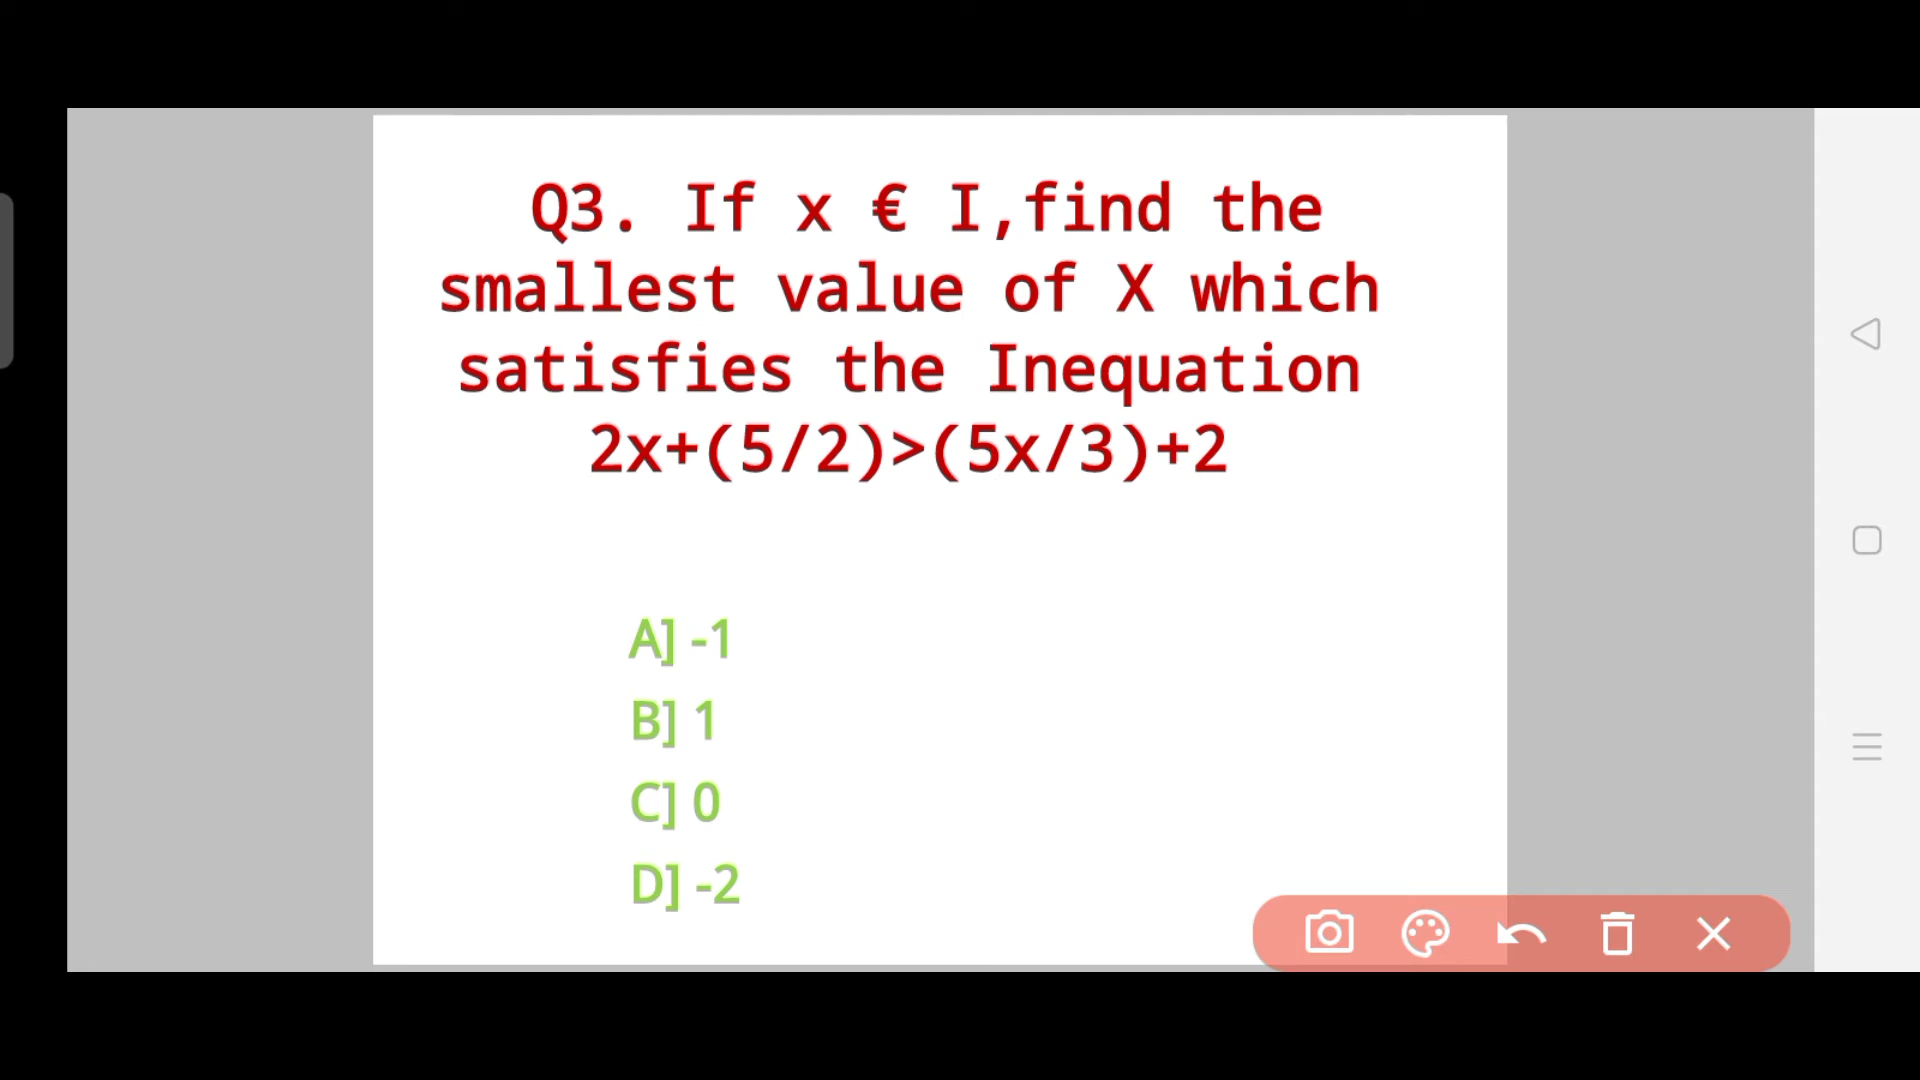 Q3. If x € I,find the
smallest value of X which
satisfies the Inequation
2x+(5/2)>(5x/3)+2
A] -1
B] 1
C] 0
D] -2